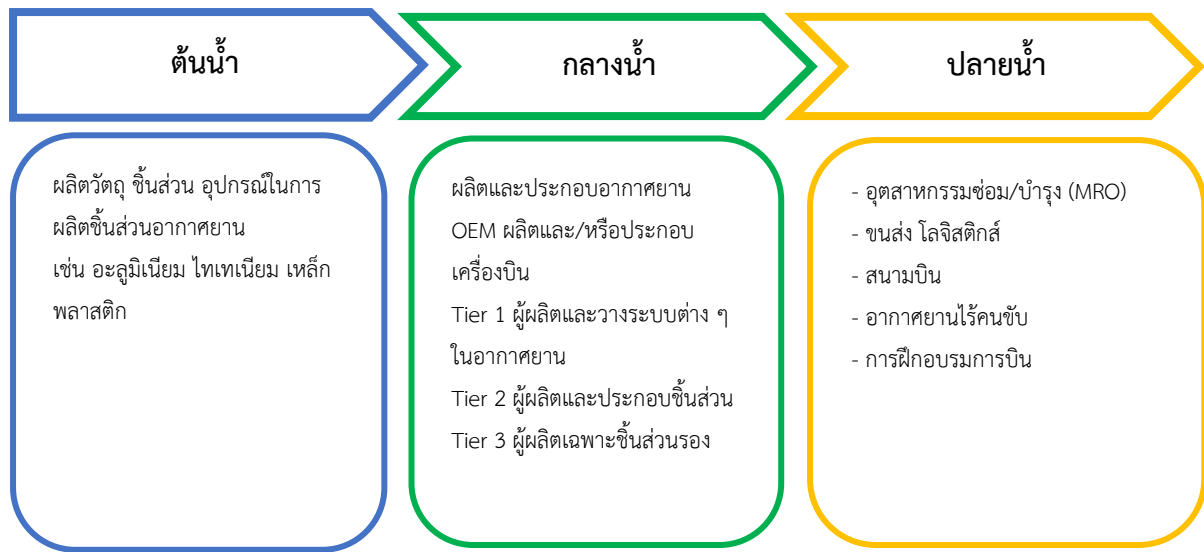 ต้นน้ำ
กลางน้ำ
ปลายน้ำ
ผลิตวัตถุ ชิ้นส่วน อุปกรณ์ในการ
ผลิตชิ้นส่วนอากาศยาน
เช่น อะลูมิเนียม ไทเทเนียม เหล็ก
พลาสติก
ผลิตและประกอบอากาศยาน
OEM ผลิตและ/หรือประกอบ
เครื่องบิน
Tier 1 ผู้ผลิตและวางระบบต่าง ๆ
ในอากาศยาน
Tier 2 ผู้ผลิตและประกอบชิ้นส่วน
Tier 3 ผู้ผลิตเฉพาะชิ้นส่วนรอง
- อุตสาหกรรมซ่อม/บำรุง (MRO)
- ขนส่ง โลจิสติกส์
- สนามบิน
- อากาศยานไร้คนขับ
- การฝึกอบรมการบิน